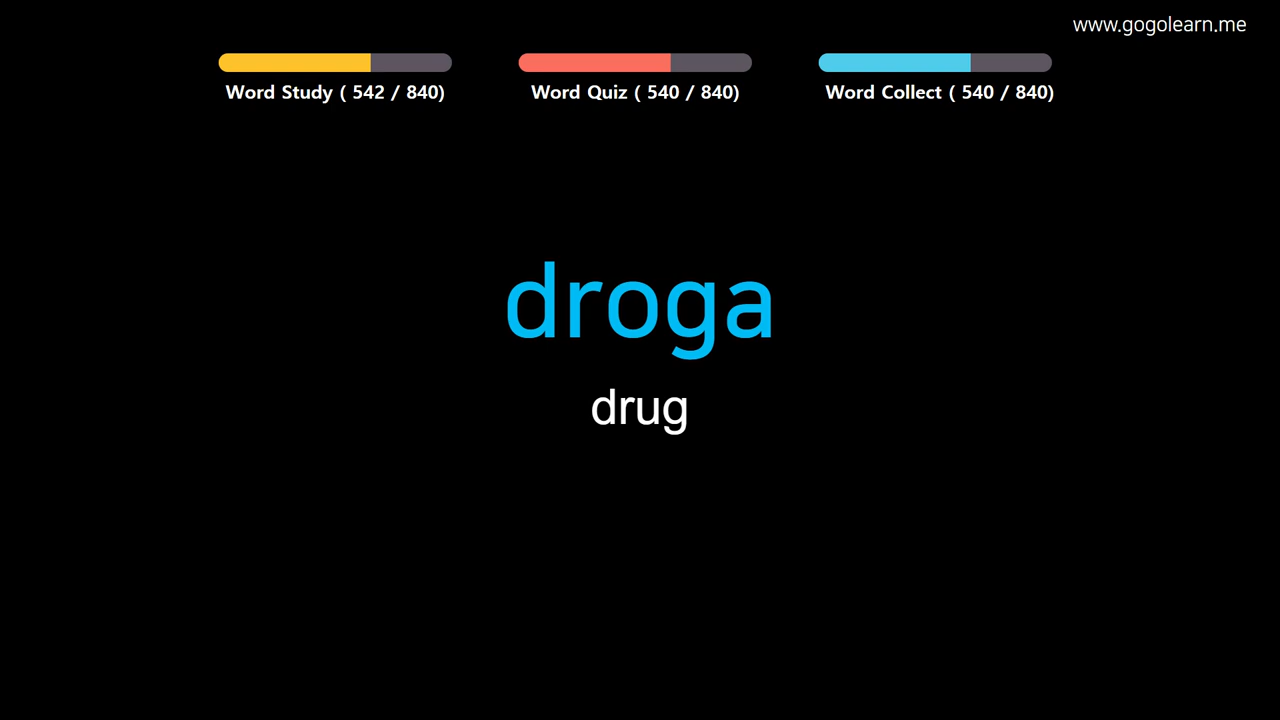 www.gogolearn.me
Word Study ( 542 / 840)
Word Quiz ( 540 / 840)
Word Collect ( 540 / 840)
droga
drug